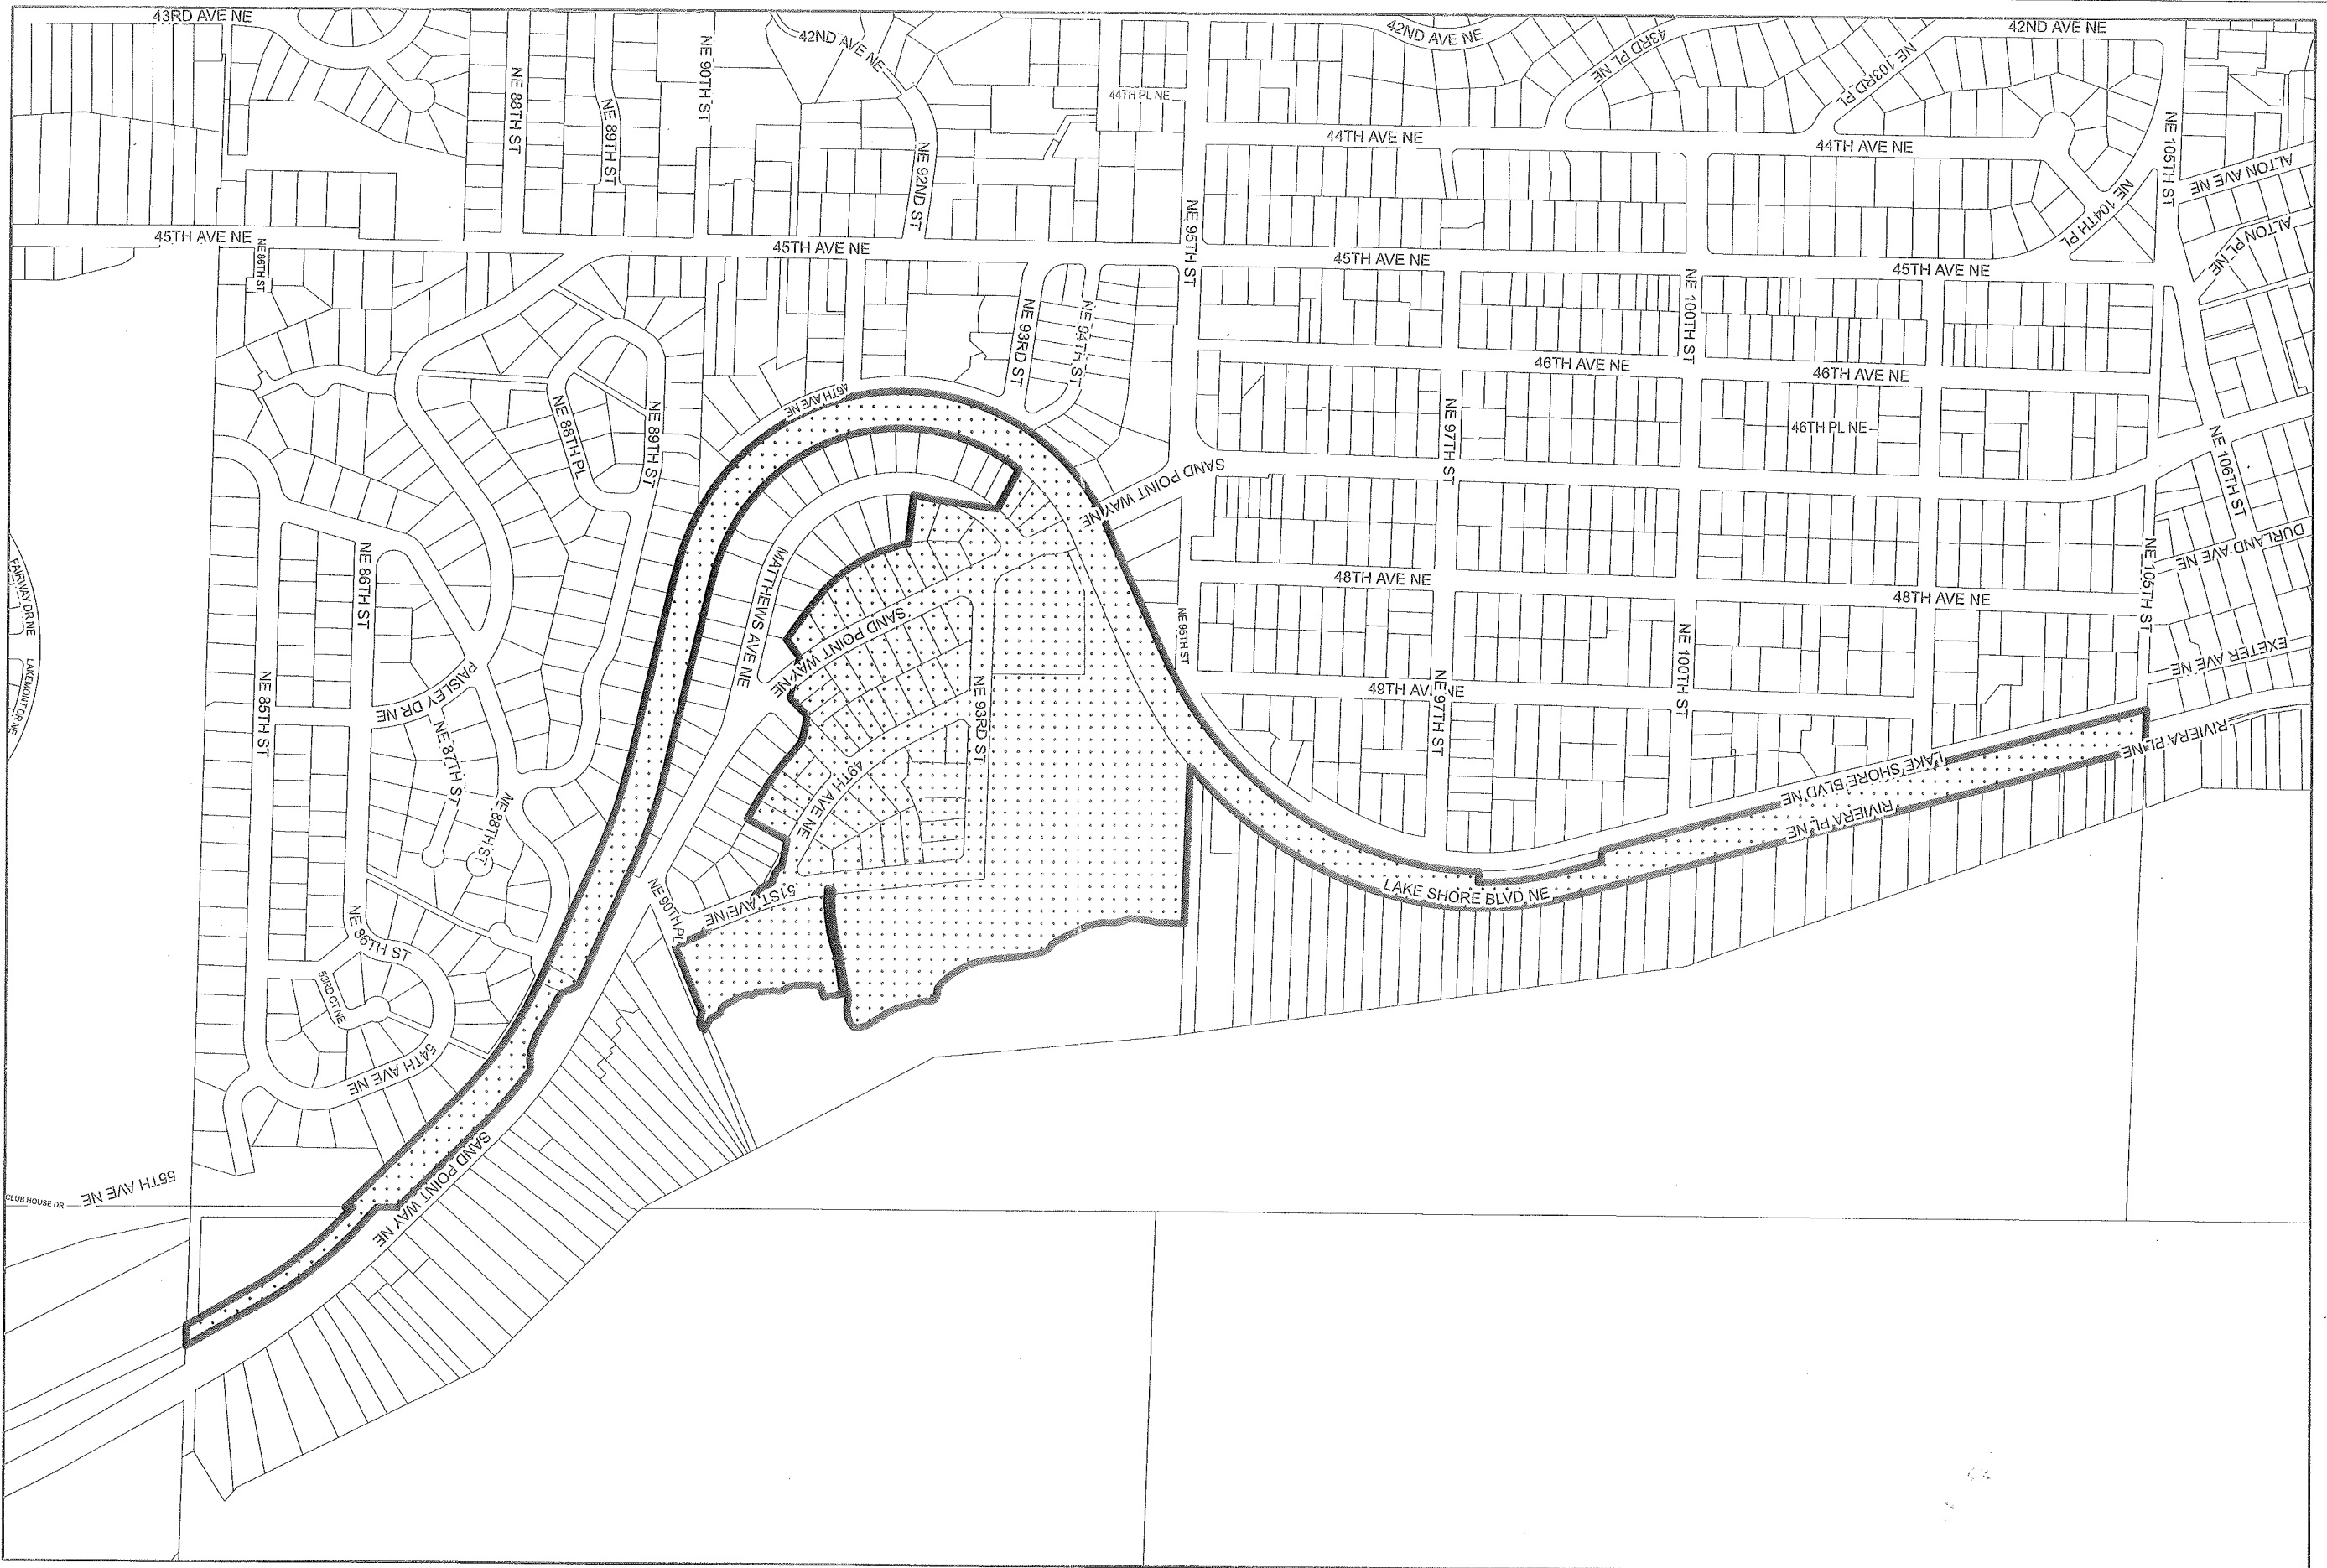 43RD AVE NE
42ND AVE NE
42ND AVE NE
43RD PL NE
NE 103RD PL
42ND AVE NE
NE 88TH ST
NE 89TH ST
NE 90TH ST
44TH PL NE
NE 92ND ST
44TH AVE NE
44TH AVE NE
NE 105TH ST
ALTON AVE NE
NE 104TH PL
ALTON PL NE
45TH AVE NE
NE 86TH ST
45TH AVE NE
NE 95TH ST
45TH AVE NE
45TH AVE NE
NE 93RD ST
NE 94TH ST
NE 100TH ST
46TH AVE NE
46TH AVE NE
46TH AVE NE
NE 88TH PL
NE 89TH ST
NE 97TH ST
46TH PL NE
NE 106TH ST
SAND POINT WAY NE
DURLAND AVE NE
NE 105TH ST
FAIRWAY DR NE
NE 86TH ST
MATTHEWS AVE NE
48TH AVE NE
48TH AVE NE
SAND POINT WAY NE
NE 95TH ST
NE 100TH ST
EXETER AVE NE
LAKEMONT DR NE
NE 85TH ST
PAISLEY DR NE
NE 93RD ST
49TH AVE NE
NE 97TH ST
NE 87TH ST
49TH AVE NE
LAKE SHORE BLVD NE
RIVIERA PL NE
RIVIERA PL NE
NE 88TH ST
NE 90TH PL
51ST AVE NE
LAKE SHORE BLVD NE
NE 86TH ST
53RD CT NE
54TH AVE NE
SAND POINT WAY NE
55TH AVE NE
CLUB HOUSE DR